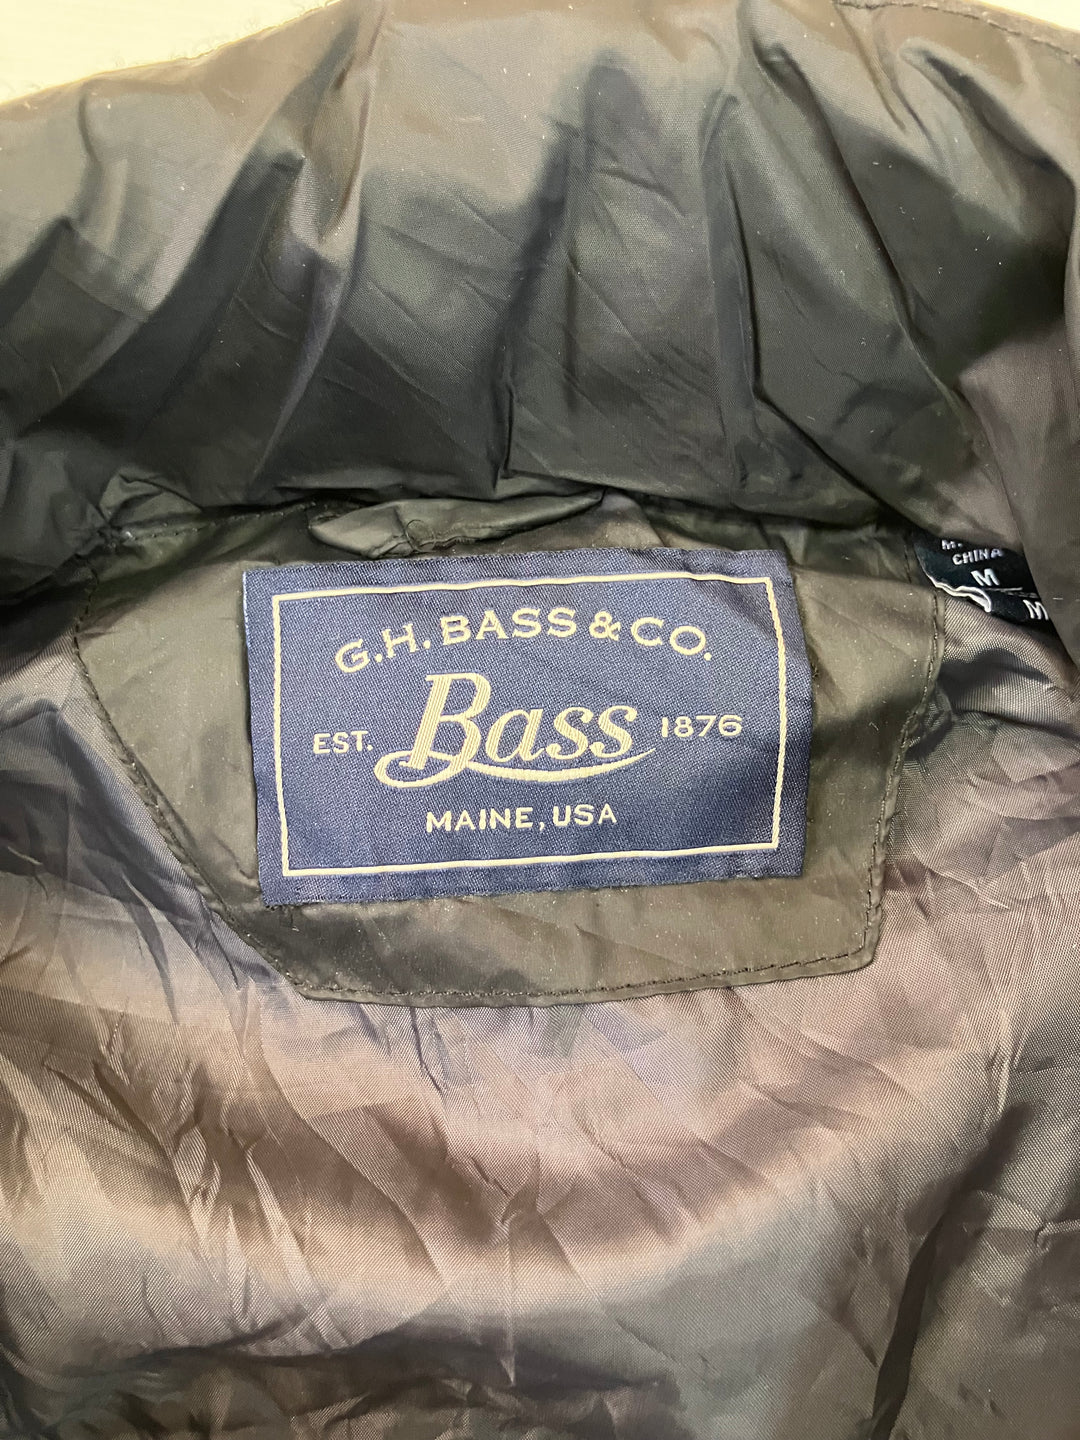 G.H. BASS & CO.
EST. Bass 1876
MAINE, USA
CHINA
M
M